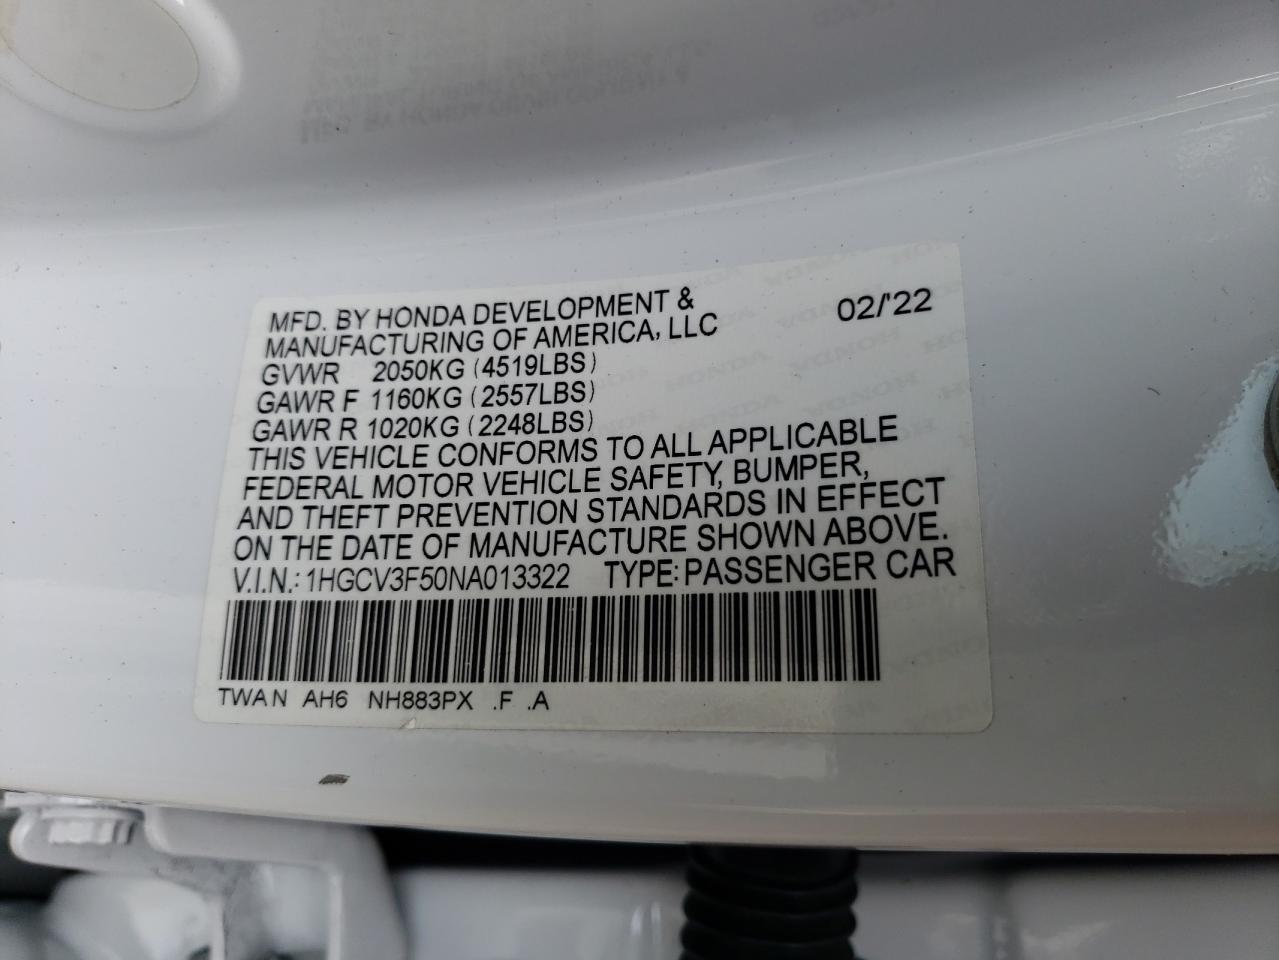 MFD. BY HONDA DEVELOPMENT &
MANUFACTURING OF AMERICA, LLC 02/'22
GVWR 2050KG (4519LBS)
GAWR F 1160KG (2557LBS)
GAWR R 1020KG (2248LBS)
THIS VEHICLE CONFORMS TO ALL APPLICABLE
FEDERAL MOTOR VEHICLE SAFETY, BUMPER,
AND THEFT PREVENTION STANDARDS IN EFFECT
ON THE DATE OF MANUFACTURE SHOWN ABOVE.
V.I.N.: 1HGCV3F50NA013322 TYPE: PASSENGER CAR
TWAN AH6 NH883PX .F .A